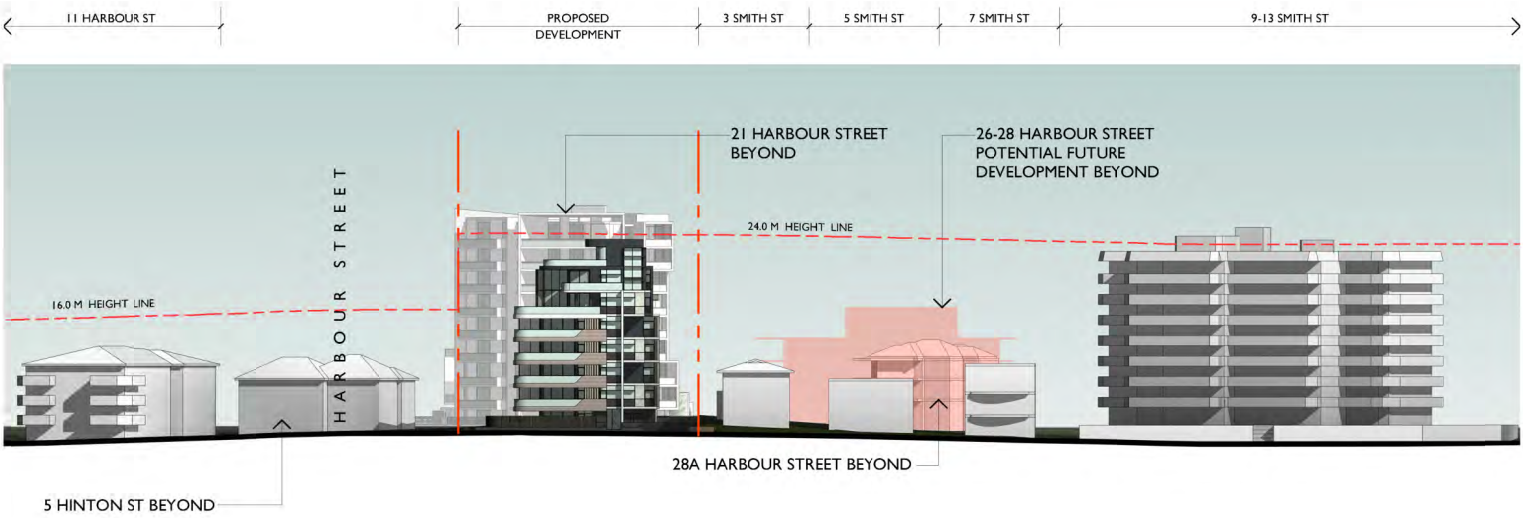 11 HARBOUR ST
PROPOSED
DEVELOPMENT
3 SMITH ST
5 SMITH ST
7 SMITH ST
9-13 SMITH ST
21 HARBOUR STREET
BEYOND
26-28 HARBOUR STREET
POTENTIAL FUTURE
DEVELOPMENT BEYOND
HARBOUR STREET
24.0 M HEIGHT LINE
16.0 M HEIGHT LINE
28A HARBOUR STREET BEYOND
5 HINTON ST BEYOND